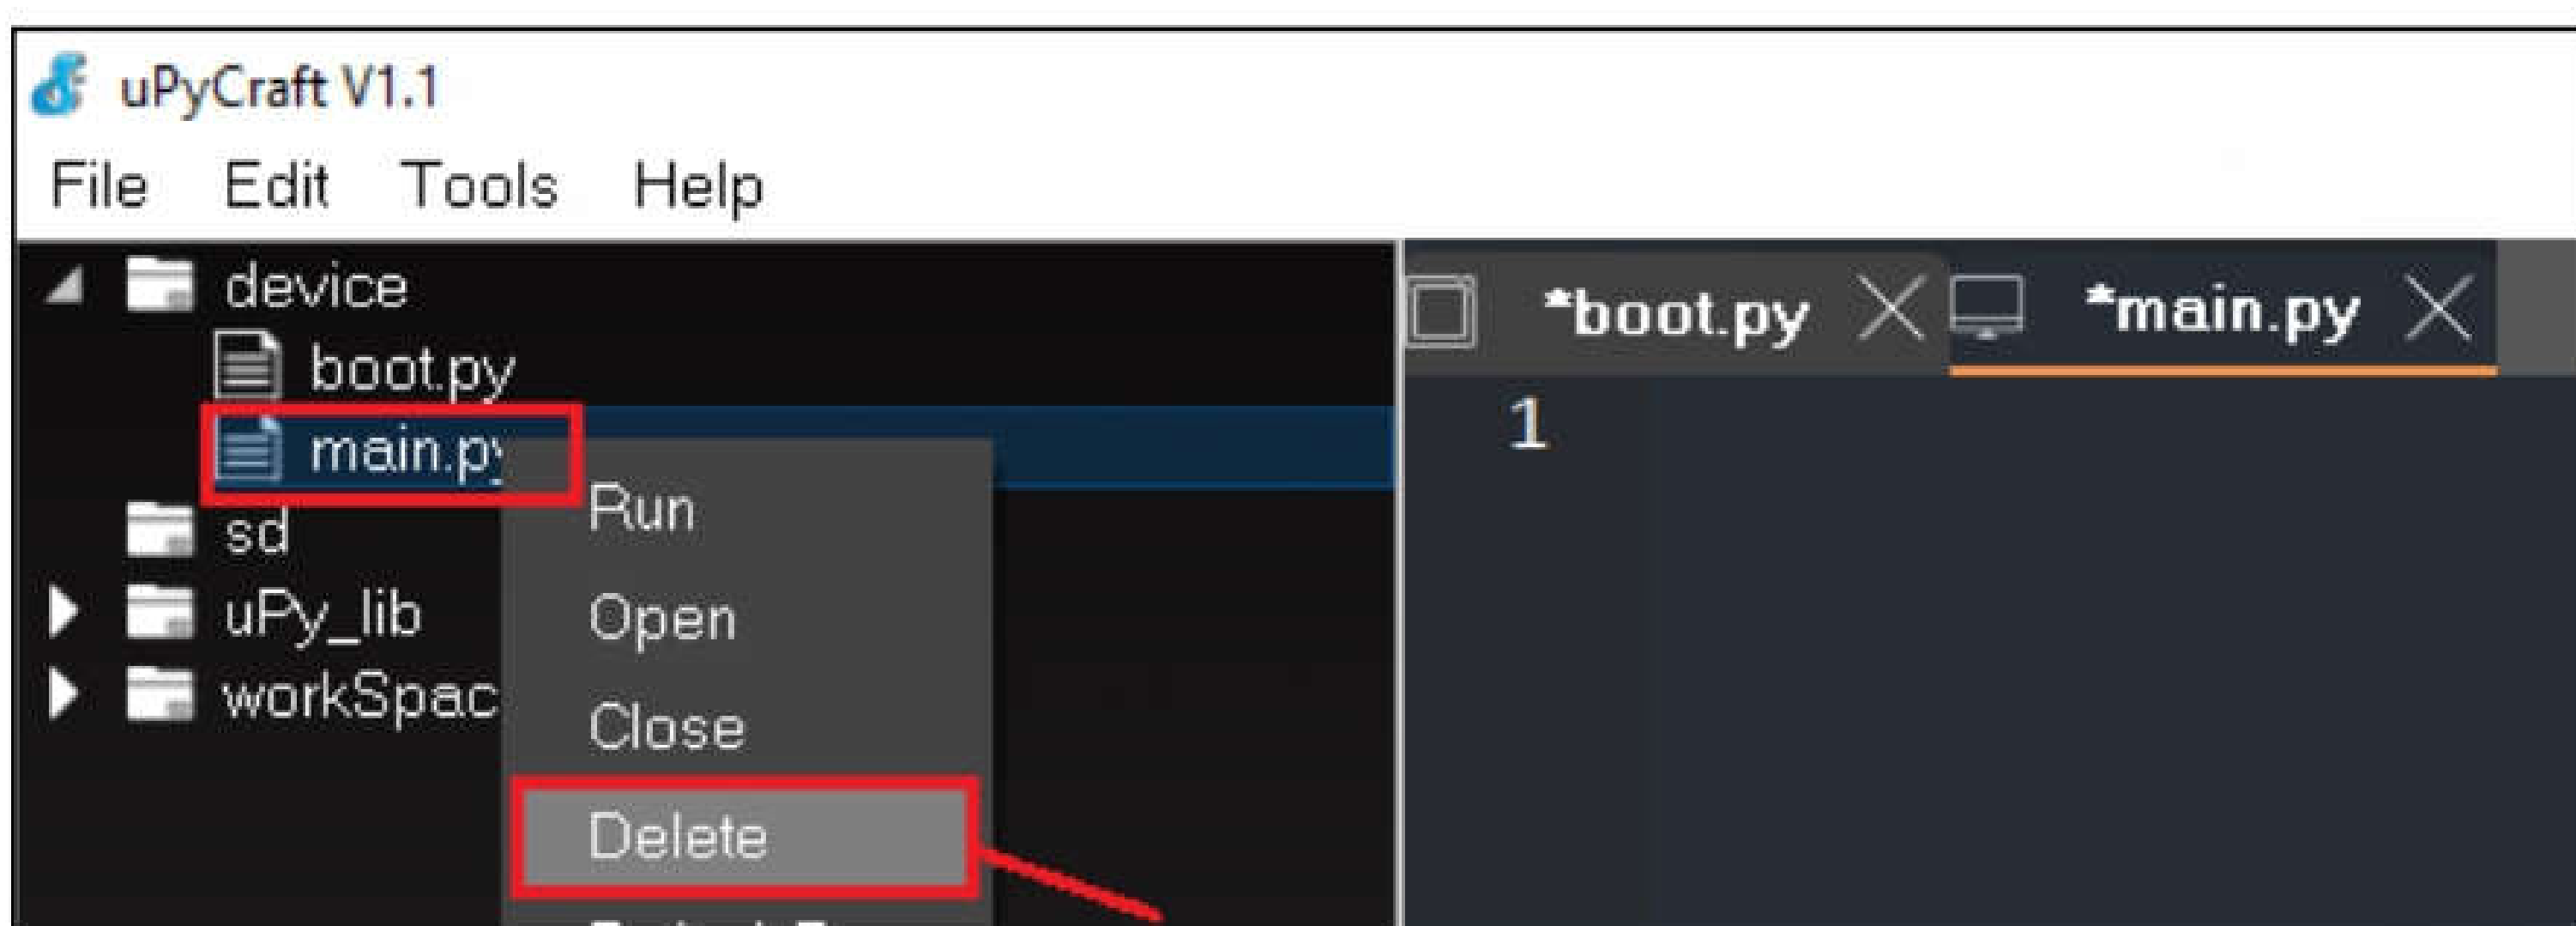 uPyCraft V1.1
File Edit Tools Help
device
boot.py
main.py
sd
uPy_lib
workSpac
Run
Open
Close
Delete
*boot.py
*main.py
1